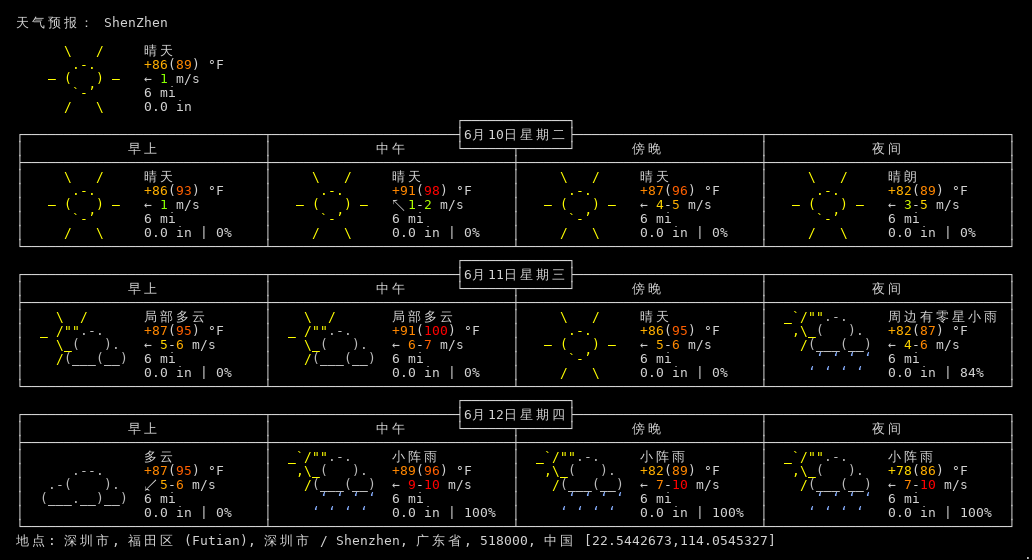 天气预报： ShenZhen
晴天
+86(89) °F
← 1 m/s
6 mi
0.0 in
6月10日星期二
早上 中午 傍晚 夜间
晴天 晴天 晴天 晴朗
+86(93) °F +91(98) °F +87(96) °F +82(89) °F
← 1 m/s ↖ 1-2 m/s ← 4-5 m/s ← 3-5 m/s
6 mi 6 mi 6 mi 6 mi
0.0 in | 0% 0.0 in | 0% 0.0 in | 0% 0.0 in | 0%
6月11日星期三
早上 中午 傍晚 夜间
局部多云 局部多云 晴天 周边有零星小雨
+87(95) °F +91(100) °F +86(95) °F +82(87) °F
← 5-6 m/s ← 6-7 m/s ← 5-6 m/s ← 4-6 m/s
6 mi 6 mi 6 mi 6 mi
0.0 in | 0% 0.0 in | 0% 0.0 in | 0% 0.0 in | 84%
6月12日星期四
早上 中午 傍晚 夜间
多云 小阵雨 小阵雨 小阵雨
+87(95) °F +89(96) °F +82(89) °F +78(86) °F
↙ 5-6 m/s ← 9-10 m/s ← 7-10 m/s ← 7-10 m/s
6 mi 6 mi 6 mi 6 mi
0.0 in | 0% 0.0 in | 100% 0.0 in | 100% 0.0 in | 100%
地点: 深圳市, 福田区 (Futian), 深圳市 / Shenzhen, 广东省, 518000, 中国 [22.5442673,114.0545327]